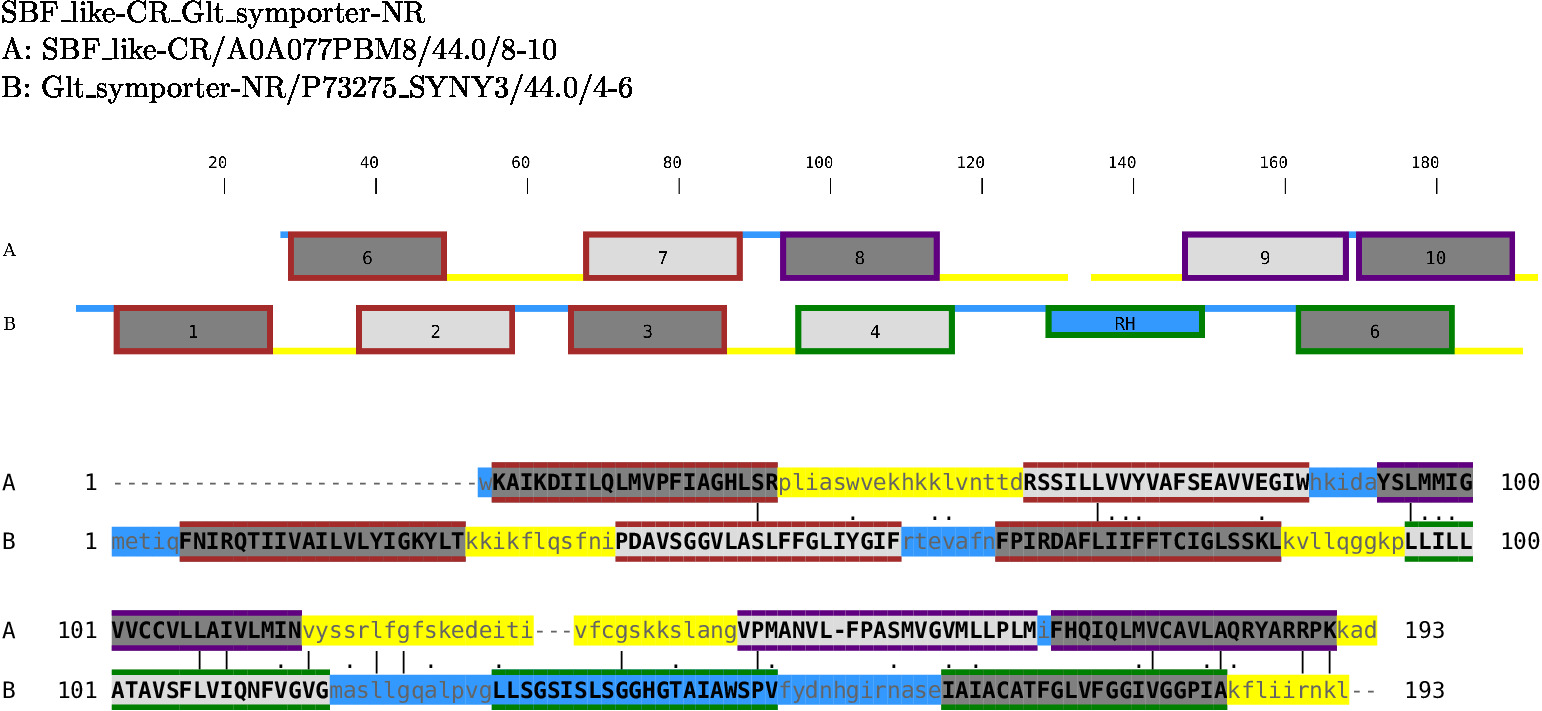 SBF_like-CR_Glt_symporter-NR
A: SBF_like-CR/A0A077PBM8/44.0/8-10
B: Glt_symporter-NR/P73275_SYNY3/44.0/4-6
20 40 60 80 100 120 140 160 180
A 6 7 8 9 10
B 1 2 3 4 RH 6
A 1 ---------------------------wKAIKDIILQLMVPFIAGHLSRpliaswvekhkklvnttdRSSILLVVYVAFSEAVVEGIWhkidaYSLMMIG 100
B 1 metiqFNIRQTIIVAILVLYIGKYLTkkikflqsfniPDAVSGGVLASLFFGLIYGIFrtevafnFPIRDAFLIIFFTCIGLSSKLkvllqggkpLLILL 100
A 101 VVCCVLLAIVLMINvyssrlfgfskedeiti---vfcgskkslangVPMANVL-FPASMVGVMLLPLMiFHQIQLMVCAVLAQRYARRPKkad 193
B 101 ATAVSFLVIQNFVGVGmasllgqalpvgLLSGSISLSGGHGTAIAWSPVfydnhgirnaseIAIACATFGLVFGGIVGGPIAkfliirnkl-- 193